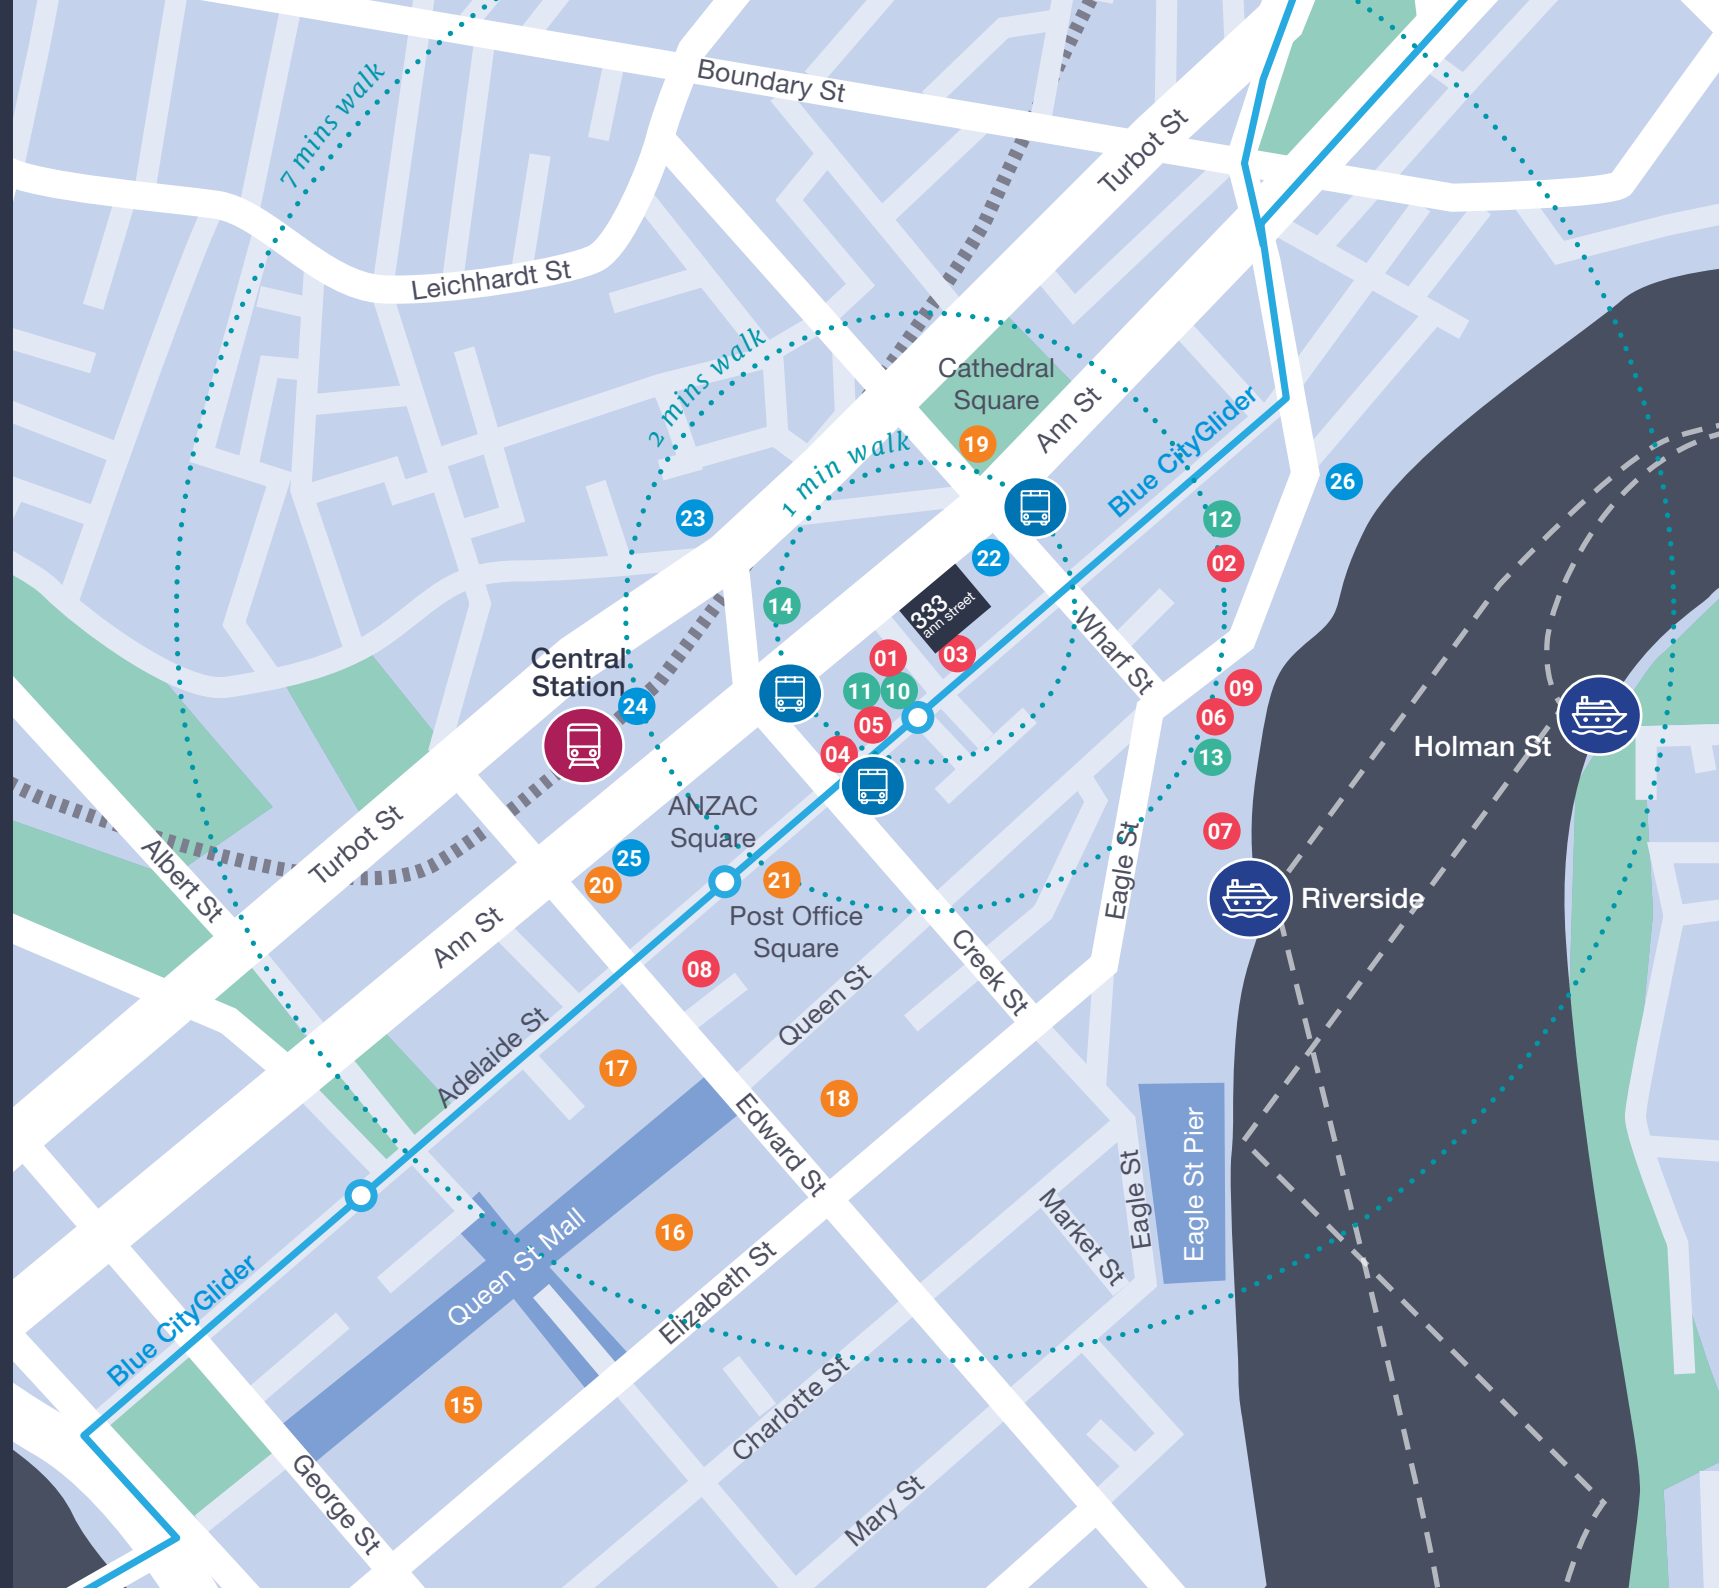 Boundary St
7 mins walk
Turbot St
Leichhardt St
2 mins walk
Cathedral
Square
Ann St
Blue CityGlider
19
1 min walk
26
23
12
22
02
14
333
ann street
Wharf St
Central
Station
01
03
11
10
09
24
05
06
Holman St
04
13
ANZAC
Square
Turbot St
07
Eagle St
Albert St
25
20
21
Riverside
Post Office
Square
Ann St
08
Creek St
Queen St
Adelaide St
17
18
Edward St
Eagle St Pier
Eagle St
Market St
16
Queen St Mall
Elizabeth St
Blue CityGlider
15
Charlotte St
George St
Mary St